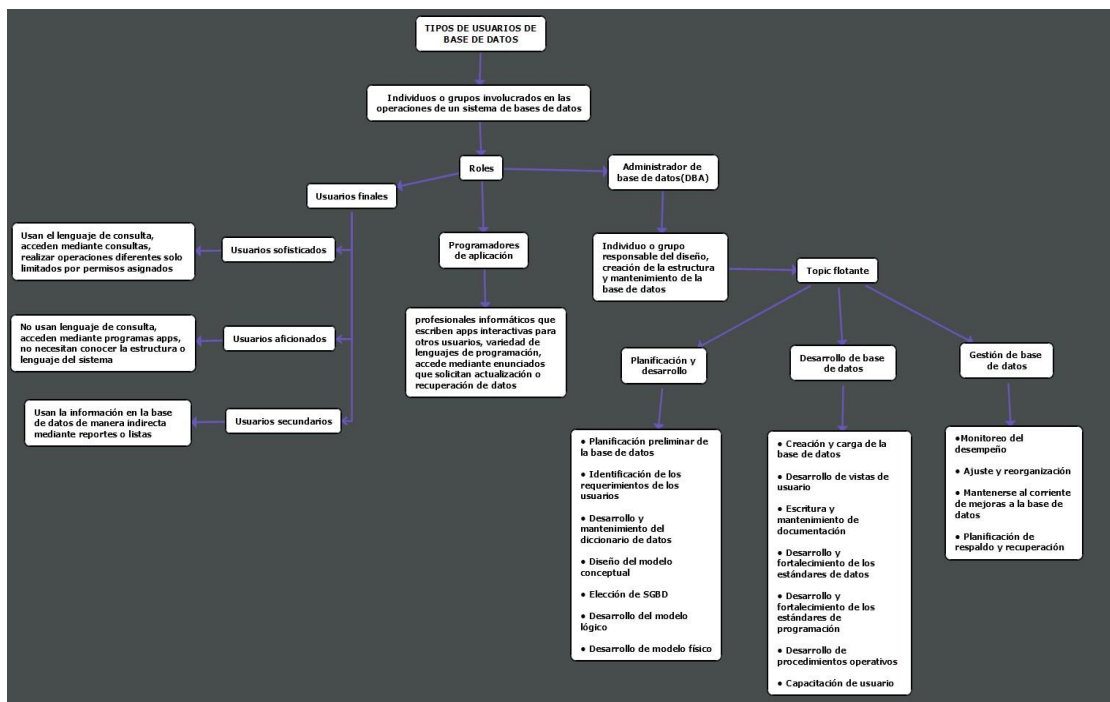 TIPOS DE USUARIOS DE
BASE DE DATOS
Individuos o grupos involucrados en las
operaciones de un sistema de bases de datos
Roles
Administrador de
base de datos(DBA)
Usuarios finales
Usan el lenguaje de consulta,
acceden mediante consultas,
realizar operaciones diferentes solo
limitados por permisos asignados
Usuarios sofisticados
Programadores
de aplicación
Individuo o grupo
responsable del diseño,
creación de la estructura
y mantenimiento de la
base de datos
Topic flotante
No usan lenguaje de consulta,
acceden mediante programas apps,
no necesitan conocer la estructura o
lenguaje del sistema
Usuarios aficionados
profesionales informáticos que
escriben apps interactivas para
otros usuarios, variedad de
lenguajes de programación,
accede mediante enunciados
que solicitan actualización o
recuperación de datos
Planificación y
desarrollo
Desarrollo de base
de datos
Gestión de base
de datos
Usan la información en la base
de datos de manera indirecta
mediante reportes o listas
Usuarios secundarios
• Planificación preliminar de
la base de datos
• Identificación de los
requerimientos de los
usuarios
• Desarrollo y
mantenimiento del
diccionario de datos
• Diseño del modelo
conceptual
• Elección de SGBD
• Desarrollo del modelo
lógico
• Desarrollo de modelo físico
• Creación y carga de la
base de datos
• Desarrollo de vistas de
usuario
• Escritura y
mantenimiento de
documentación
• Desarrollo y
fortalecimiento de los
estándares de datos
• Desarrollo y
fortalecimiento de los
estándares de
programación
• Desarrollo de
procedimientos operativos
• Capacitación de usuario
•Monitoreo del
desempeño
• Ajuste y reorganización
• Mantenerse al corriente
de mejoras a la base de
datos
• Planificación de
respaldo y recuperación